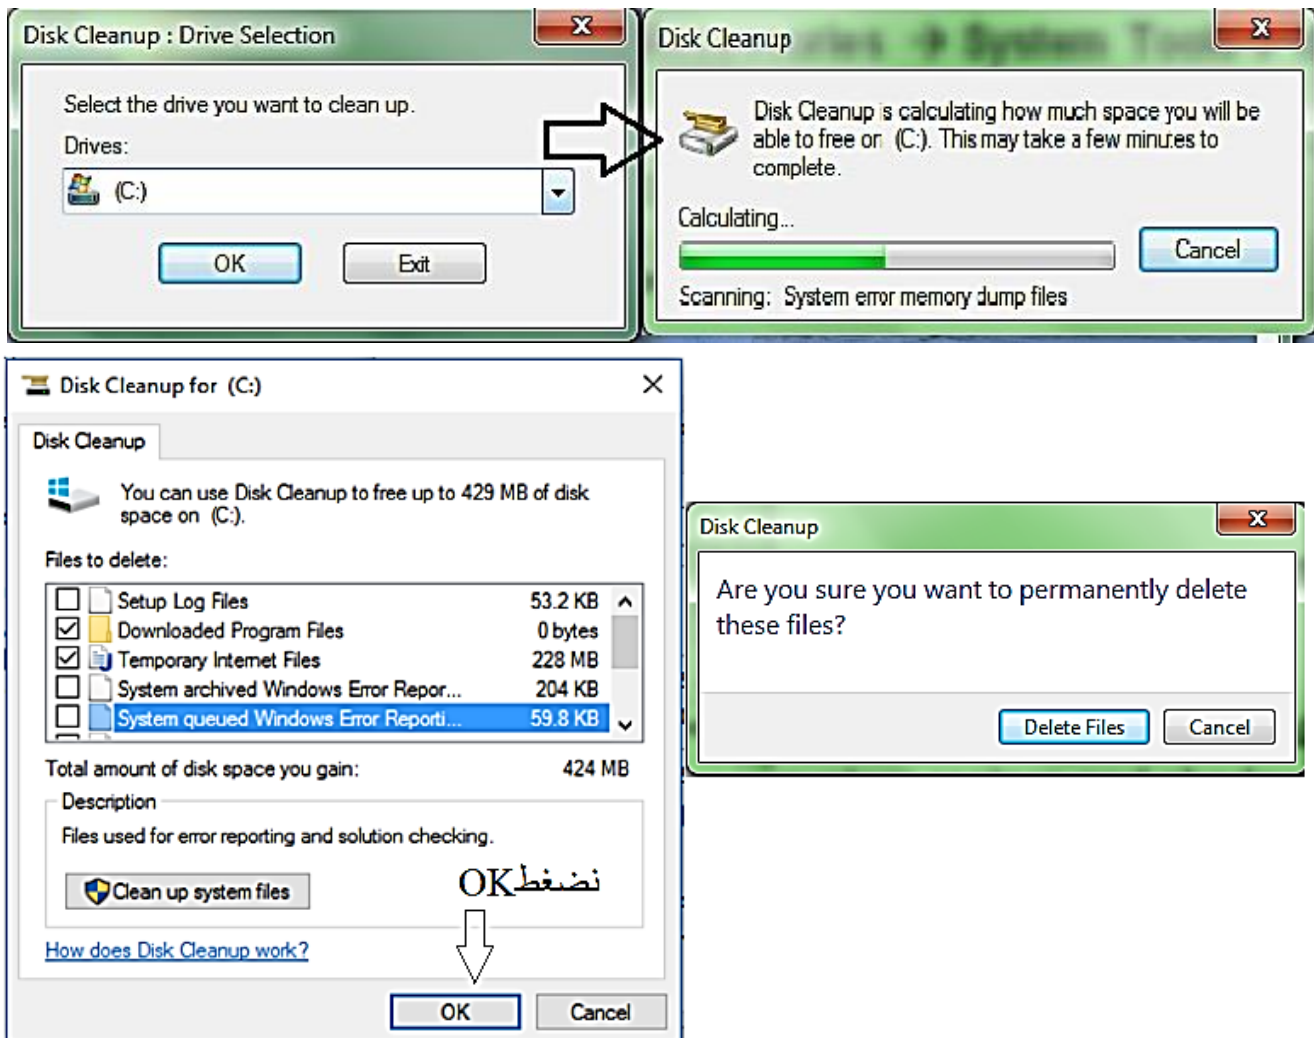 Disk Cleanup : Drive Selection
Select the drive you want to clean up.
Drives:
(C:)
OK
Exit
Disk Cleanup
Disk Cleanup is calculating how much space you will be
able to free on (C:). This may take a few minutes to
complete.
Calculating...
Cancel
Scanning: System error memory dump files
Disk Cleanup for (C:)
Disk Cleanup
You can use Disk Cleanup to free up to 429 MB of disk
space on (C:).
Files to delete:
Setup Log Files 53.2 KB
Downloaded Program Files 0 bytes
Temporary Internet Files 228 MB
System archived Windows Error Repor... 204 KB
System queued Windows Error Reporti... 59.8 KB
Total amount of disk space you gain: 424 MB
Description
Files used for error reporting and solution checking.
Clean up system files
نضغط OK
How does Disk Cleanup work?
OK
Cancel
Disk Cleanup
Are you sure you want to permanently delete
these files?
Delete Files
Cancel